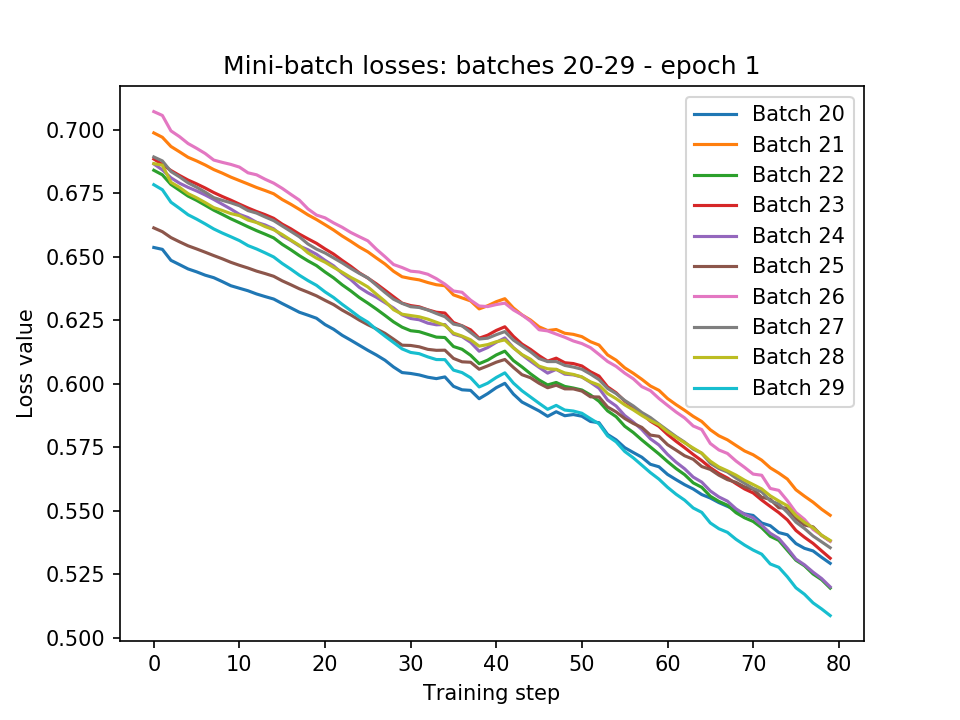 Mini-batch losses: batches 20-29 - epoch 1
Loss value
0.700
0.675
0.650
0.625
0.600
0.575
0.550
0.525
0.500
Batch 20
Batch 21
Batch 22
Batch 23
Batch 24
Batch 25
Batch 26
Batch 27
Batch 28
Batch 29
0 10 20 30 40 50 60 70 80
Training step